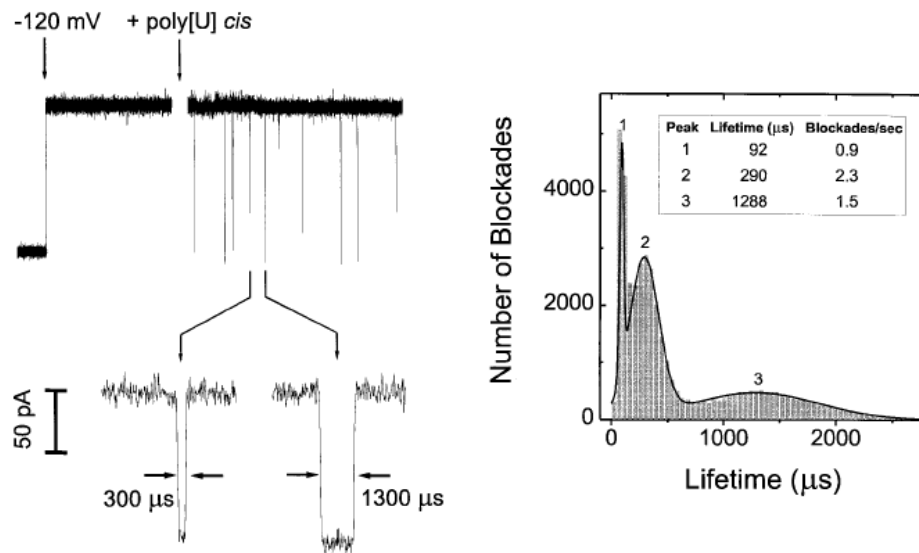 -120 mV + poly[U] cis
50 pA
300 μs
1300 μs
Number of Blockades
6000
4000
2000
0
1
2
3
Peak Lifetime (μs) Blockades/sec
1 92 0.9
2 290 2.3
3 1288 1.5
0 1000 2000
Lifetime (μs)